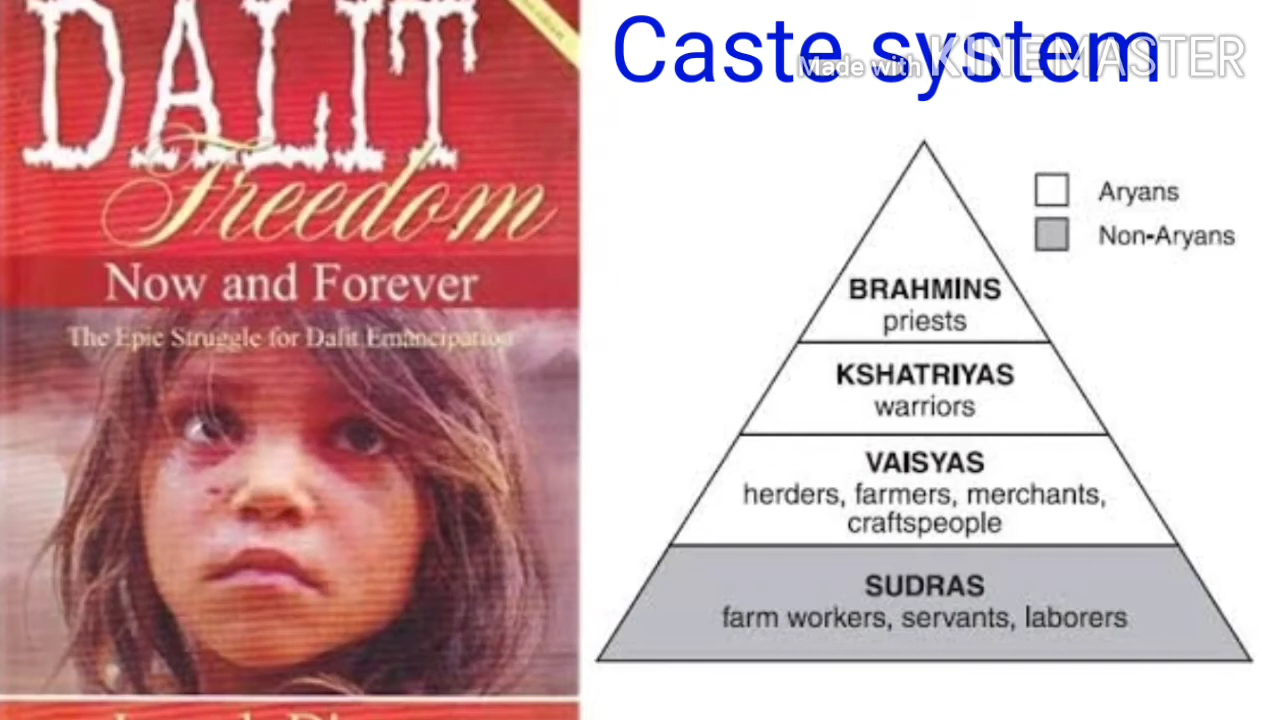 DALIT
Freedom
Now and Forever
The Epic Struggle for Dalit Emancipation
Caste system
Made with KINEMASTER
Aryans
Non-Aryans
BRAHMINS
priests
KSHATRIYAS
warriors
VAISYAS
herders, farmers, merchants,
craftspeople
SUDRAS
farm workers, servants, laborers